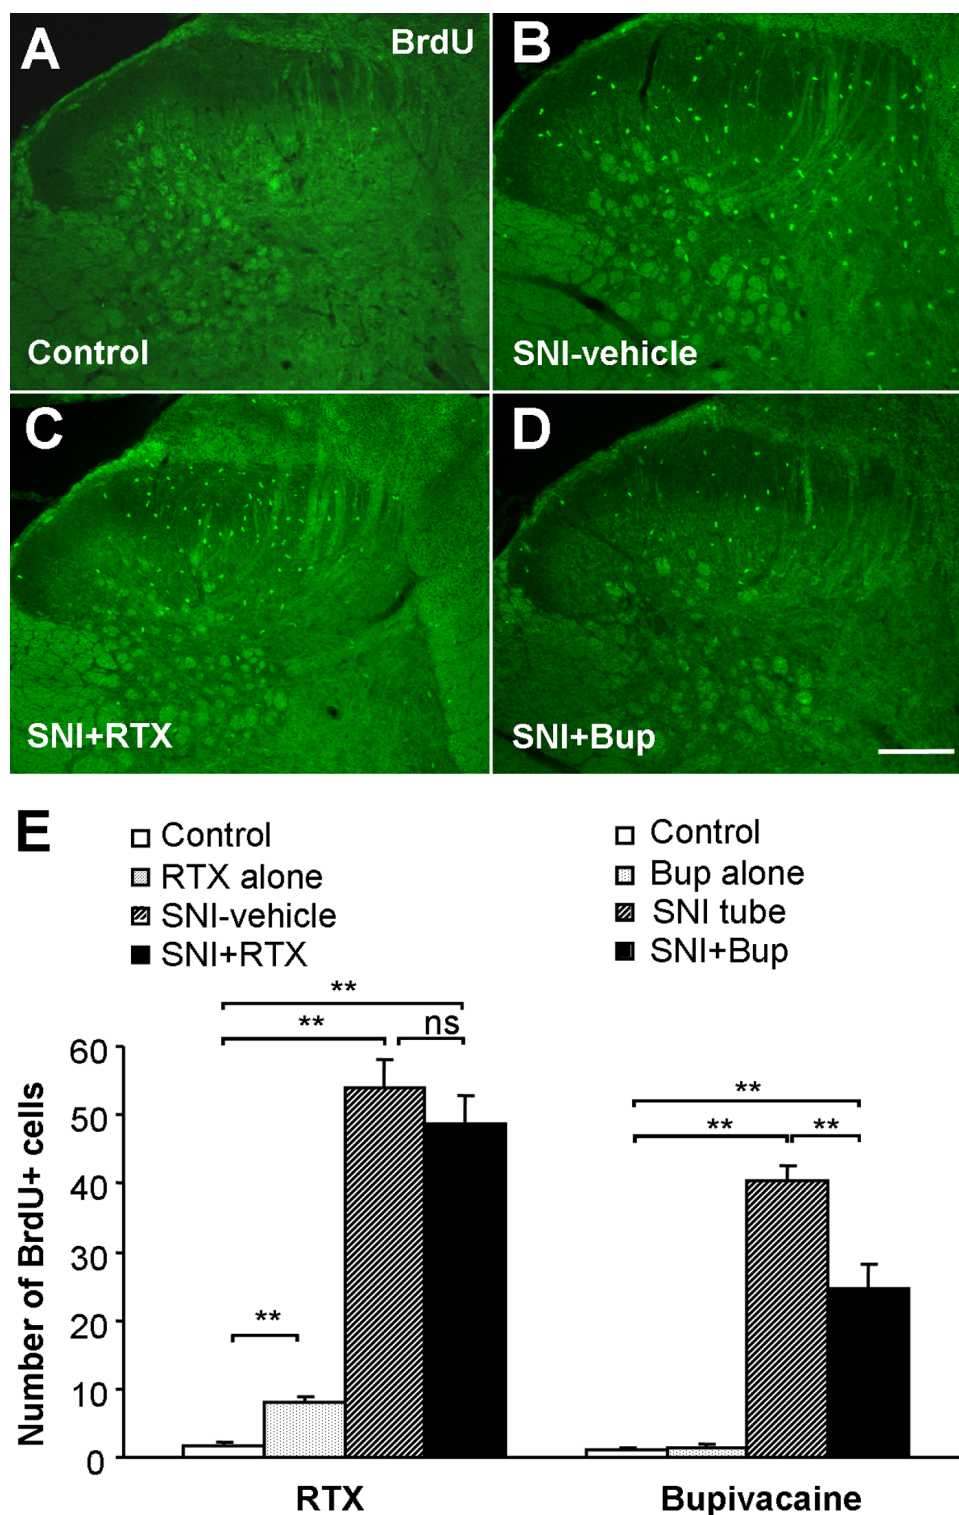 A
BrdU
Control
B
SNI-vehicle
C
SNI+RTX
D
SNI+Bup
E
Control
RTX alone
SNI-vehicle
SNI+RTX
Control
Bup alone
SNI tube
SNI+Bup
Number of BrdU+ cells
60
50
40
30
20
10
0
**
**
ns
**
**
**
**
RTX
Bupivacaine